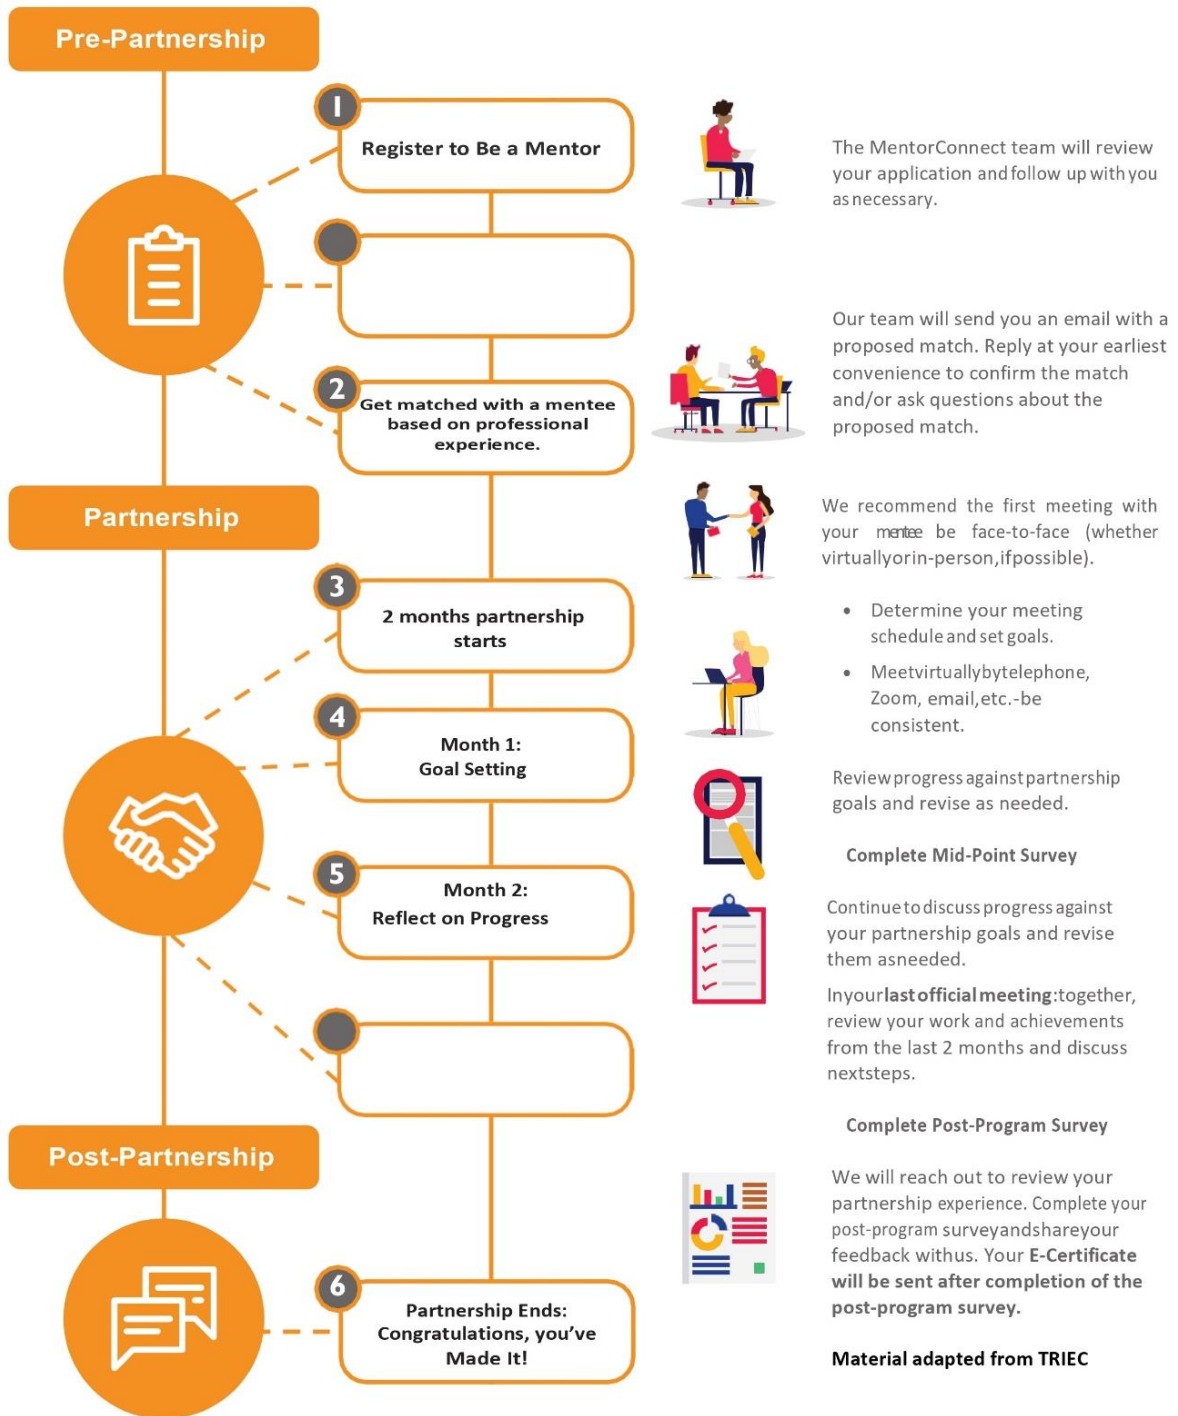 Pre-Partnership
1
Register to Be a Mentor
The MentorConnect team will review
your application and follow up with you
as necessary.
2
Get matched with a mentee
based on professional
experience.
Our team will send you an email with a
proposed match. Reply at your earliest
convenience to confirm the match
and/or ask questions about the
proposed match.
Partnership
We recommend the first meeting with
your mentee be face-to-face (whether
virtuallyorin-person,ifpossible).
3
2 months partnership
starts
• Determine your meeting
schedule and set goals.
• Meetvirtuallybytelephone,
Zoom, email,etc.-be
consistent.
4
Month 1:
Goal Setting
Review progress against partnership
goals and revise as needed.
Complete Mid-Point Survey
5
Month 2:
Reflect on Progress
Continue to discuss progress against
your partnership goals and revise
them asneeded.
Inyourlast official meeting:together,
review your work and achievements
from the last 2 months and discuss
nextsteps.
Complete Post-Program Survey
Post-Partnership
We will reach out to review your
partnership experience. Complete your
post-program surveyandshareyour
feedback withus. Your E-Certificate
will be sent after completion of the
post-program survey.
6
Partnership Ends:
Congratulations, you’ve
Made It!
Material adapted from TRIEC